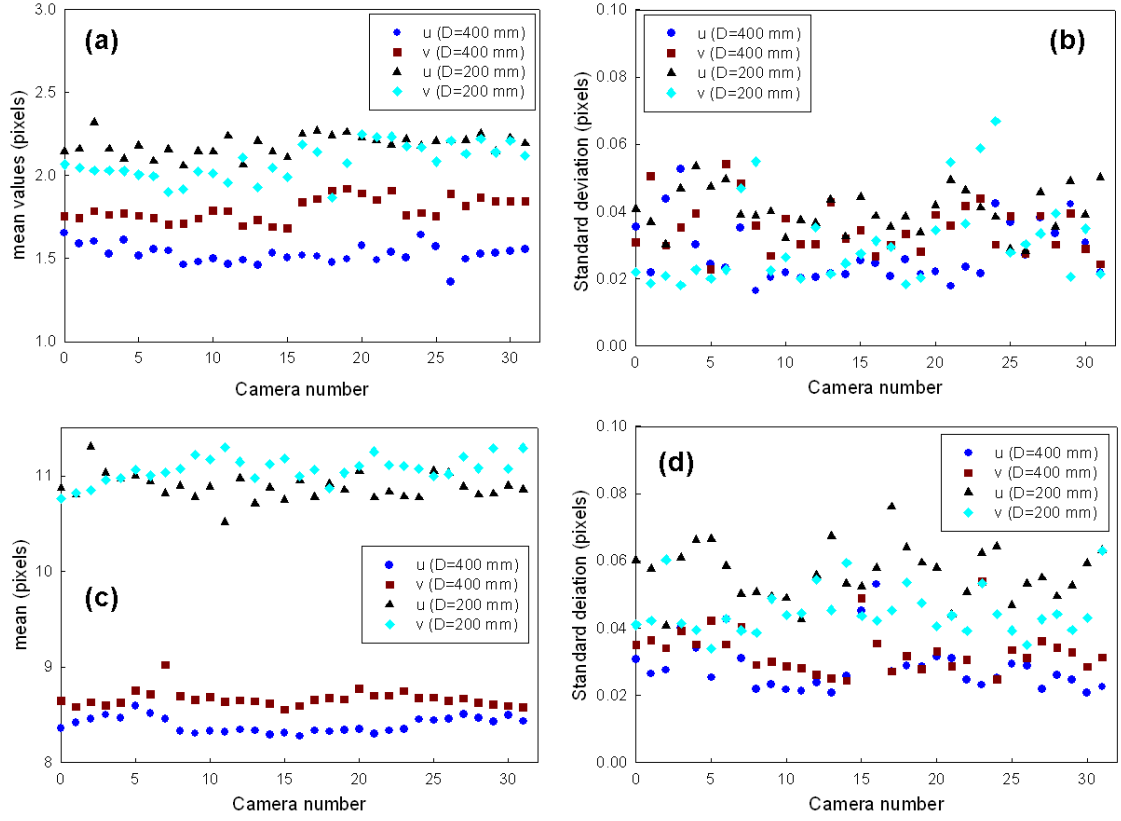 (a)
u (D=400 mm)
v (D=400 mm)
u (D=200 mm)
v (D=200 mm)
3.0
2.5
2.0
1.5
1.0
mean values (pixels)
0 5 10 15 20 25 30
Camera number
(b)
u (D=400 mm)
v (D=400 mm)
u (D=200 mm)
v (D=200 mm)
0.10
0.08
0.06
0.04
0.02
0.00
Standard deviation (pixels)
0 5 10 15 20 25 30
Camera number
(c)
u (D=400 mm)
v (D=400 mm)
u (D=200 mm)
v (D=200 mm)
11
10
9
8
mean (pixels)
0 5 10 15 20 25 30
Camera number
(d)
u (D=400 mm)
v (D=400 mm)
u (D=200 mm)
v (D=200 mm)
0.10
0.08
0.06
0.04
0.02
0.00
Standard deiation (pixels)
0 5 10 15 20 25 30
Camera number